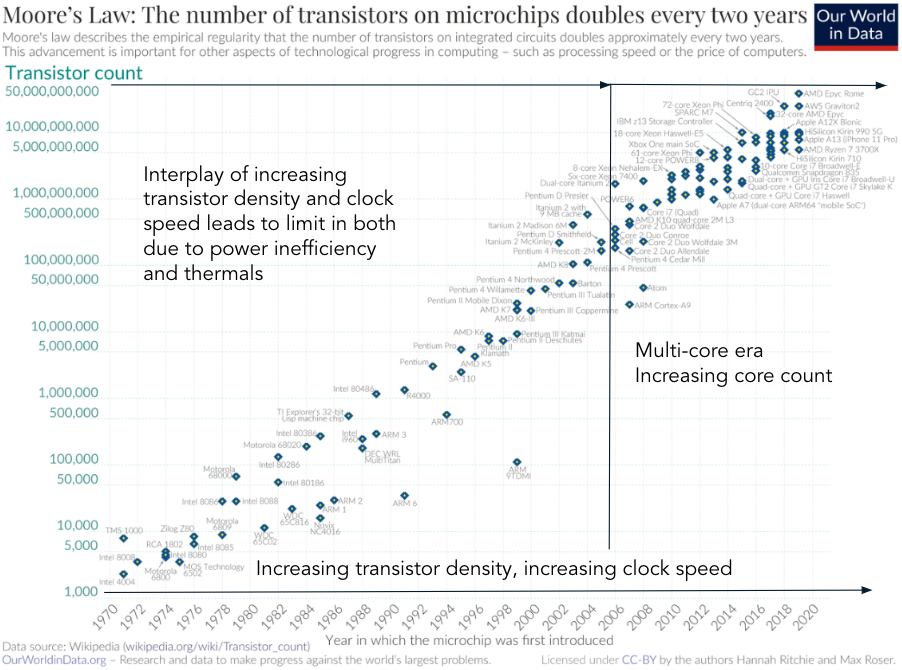 Moore's Law: The number of transistors on microchips doubles every two years
Our World
in Data
Moore's law describes the empirical regularity that the number of transistors on integrated circuits doubles approximately every two years.
This advancement is important for other aspects of technological progress in computing – such as processing speed or the price of computers.
Transistor count
50,000,000,000
10,000,000,000
5,000,000,000
1,000,000,000
500,000,000
100,000,000
50,000,000
10,000,000
5,000,000
1,000,000
500,000
100,000
50,000
10,000
5,000
1,000
Interplay of increasing
transistor density and clock
speed leads to limit in both
due to power inefficiency
and thermals
Multi-core era
Increasing core count
Increasing transistor density, increasing clock speed
GC2 IPU
AMD Epyc Rome
72-core Xeon Phi
Centriq 2400
AWS Graviton2
SPARC M7
32-core AMD Epyc
IBM z13 Storage Controller
Apple A12X Bionic
18-core Xeon Haswell-E5
HiSilicon Kirin 990 5G
Xbox One main SoC
Apple A13 (iPhone 11 Pro)
61-core Xeon Phi
AMD Ryzen 7 3700X
12-core POWER8
HiSilicon Kirin 710
8-core Xeon Nehalem-EX
10-core Core i7 Broadwell-E
Six-core Xeon 7400
Qualcomm Snapdragon 835
Dual-core Itanium 2
Dual-core + GPU Iris Core i7 Broadwell-U
Quad-core + GPU GT2 Core i7 Skylake K
Pentium D Presler
POWER6
Quad-core + GPU Core i7 Haswell
Itanium 2 with
9 MB cache
Apple A7 (dual-core ARM64 "mobile SoC")
Core i7 (Quad)
AMD K10 quad-core 2M L3
Itanium 2 Madison 6M
Core 2 Duo Wolfdale
Pentium D Smithfield
Core 2 Duo Conroe
Itanium 2 McKinley
Cell
Core 2 Duo Wolfdale 3M
Pentium 4 Prescott-2M
Core 2 Duo Allendale
Pentium 4 Cedar Mill
AMD K8
Pentium 4 Prescott
Pentium 4 Northwood
Barton
Atom
Pentium 4 Willamette
Pentium III Tualatin
Pentium II Mobile Dixon
ARM Cortex-A9
AMD K7
Pentium III Coppermine
AMD K6-III
AMD K6
Pentium III Katmai
Pentium Pro
Pentium II Deschutes
Pentium II
Klamath
Pentium
AMD K5
SA-110
Intel 80486
R4000
TI Explorer's 32-bit
Lisp machine chip
ARM700
Intel 80386
Intel
i960
ARM 3
Motorola 68020
DEC WRL
MultiTitan
Intel 80286
ARM
9TDMI
Motorola
68000
Intel 80186
Intel 8086
Intel 8088
ARM 2
ARM 6
ARM 1
WDC
65C816
Novix
NC4016
Motorola
6809
WDC
65C02
TMS 1000
Zilog Z80
RCA 1802
Intel 8085
Intel 8008
Intel 8080
Motorola
6800
MOS Technology
6502
Intel 4004
1970 1972 1974 1976 1978 1980 1982 1984 1986 1988 1990 1992 1994 1996 1998 2000 2002 2004 2006 2008 2010 2012 2014 2016 2018 2020
Year in which the microchip was first introduced
Data source: Wikipedia (wikipedia.org/wiki/Transistor_count)
OurWorldinData.org – Research and data to make progress against the world's largest problems.
Licensed under CC-BY by the authors Hannah Ritchie and Max Roser.